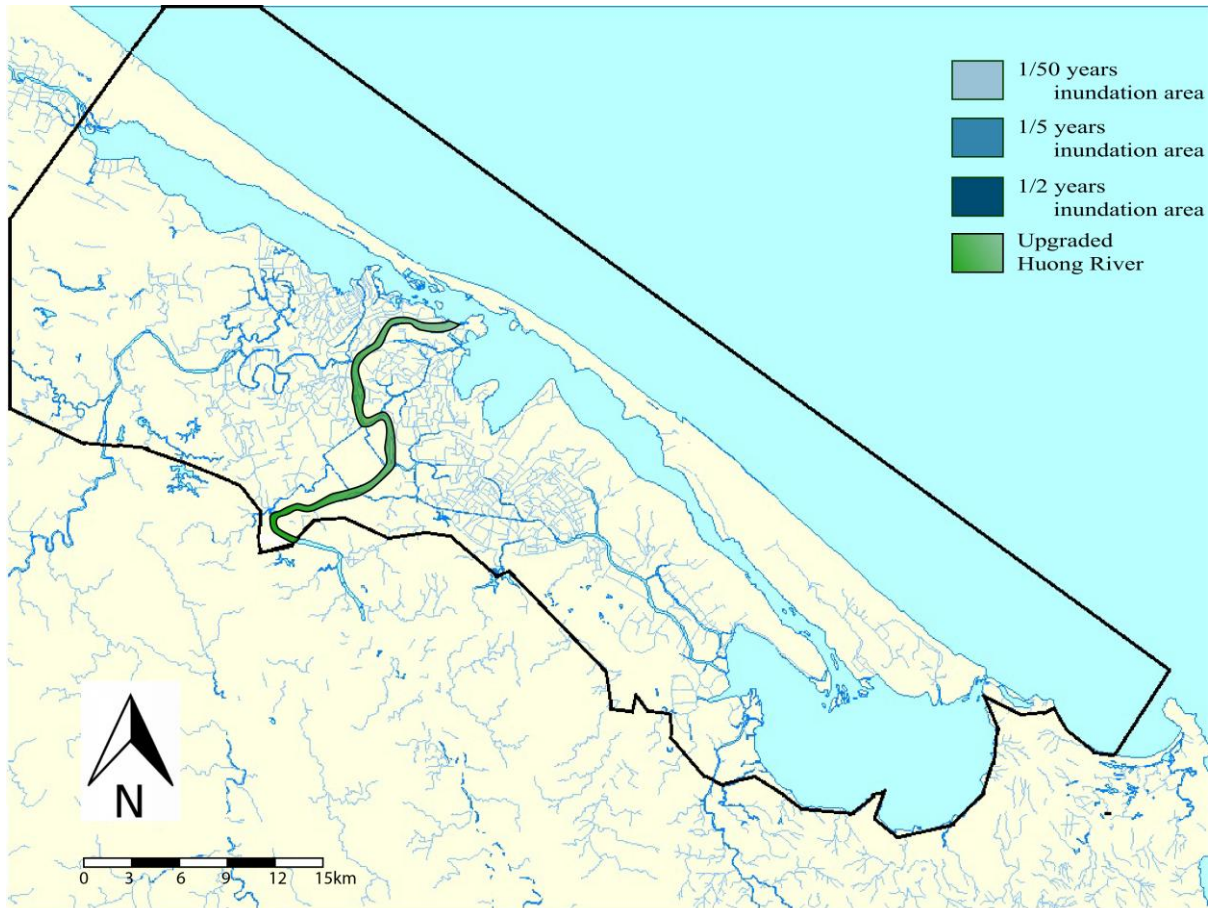 1/50 years
inundation area
1/5 years
inundation area
1/2 years
inundation area
Upgraded
Huong River
N
0 3 6 9 12 15km